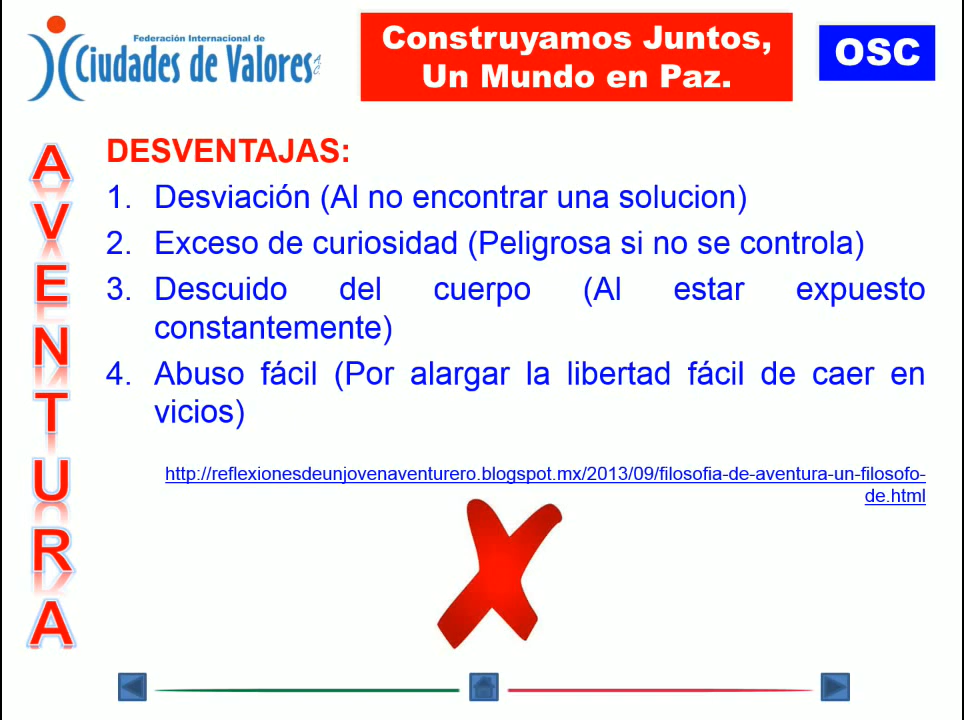 Federación Internacional de
Ciudades de Valores A.C.
Construyamos Juntos,
Un Mundo en Paz.
OSC
AVENTURA
DESVENTAJAS:
1. Desviación (Al no encontrar una solucion)
2. Exceso de curiosidad (Peligrosa si no se controla)
3. Descuido del cuerpo (Al estar expuesto
constantemente)
4. Abuso fácil (Por alargar la libertad fácil de caer en
vicios)
http://reflexionesdeunjovenaventurero.blogspot.mx/2013/09/filosofia-de-aventura-un-filosofo-
de.html